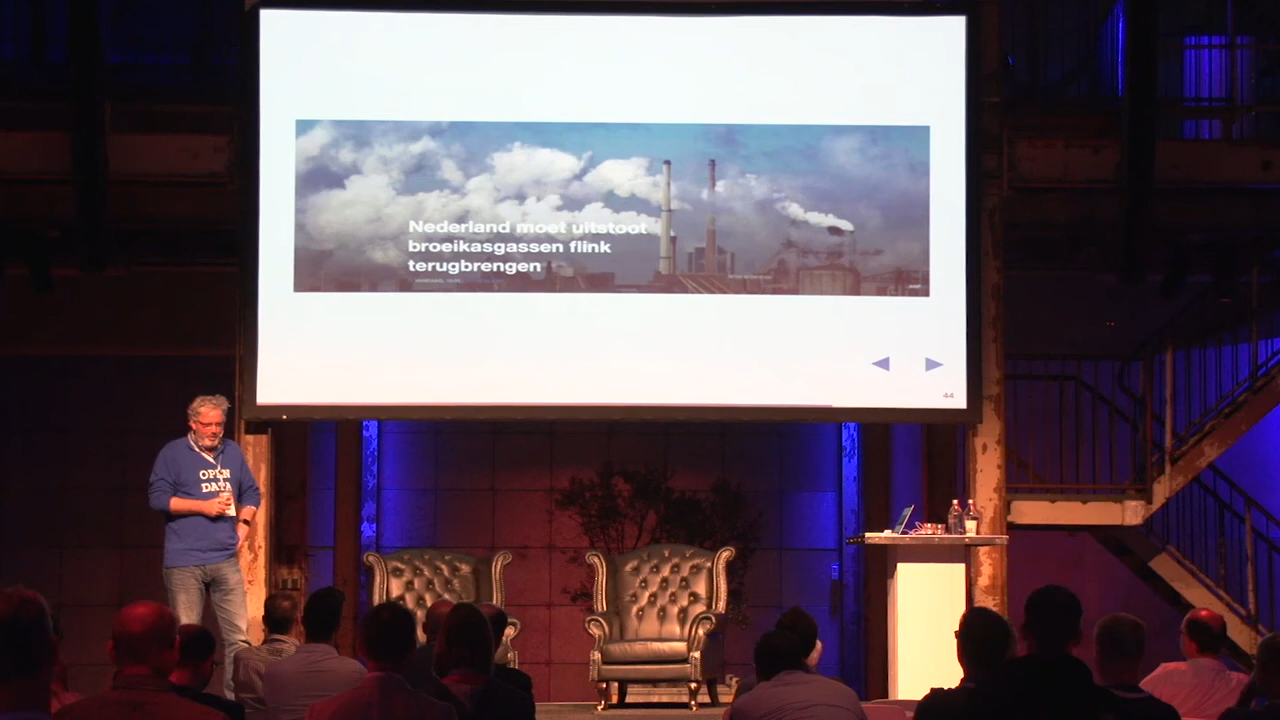 Nederland moet uitstoot
broeikasgassen flink
terugbrengen
44
OPEN
DATA